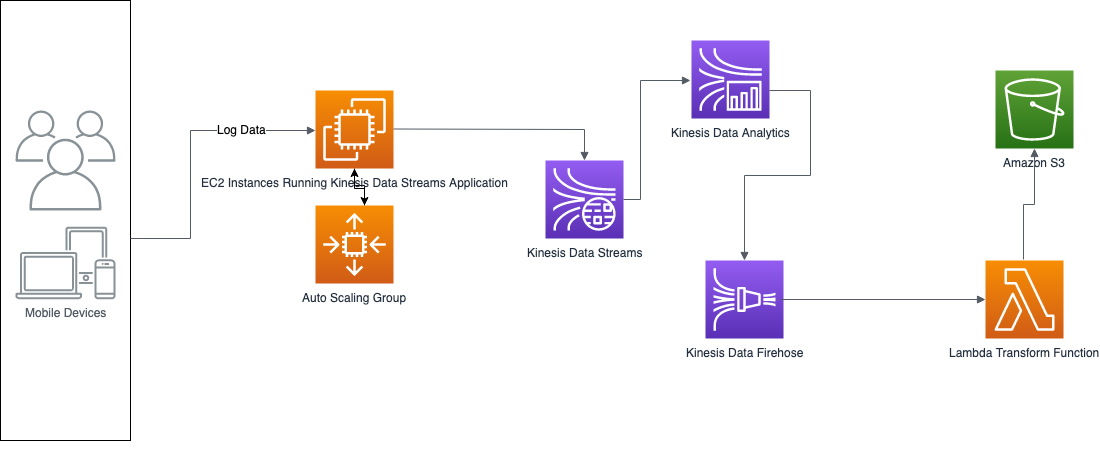 Log Data
EC2 Instances Running Kinesis Data Streams Application
Auto Scaling Group
Mobile Devices
Kinesis Data Streams
Kinesis Data Analytics
Kinesis Data Firehose
Lambda Transform Function
Amazon S3